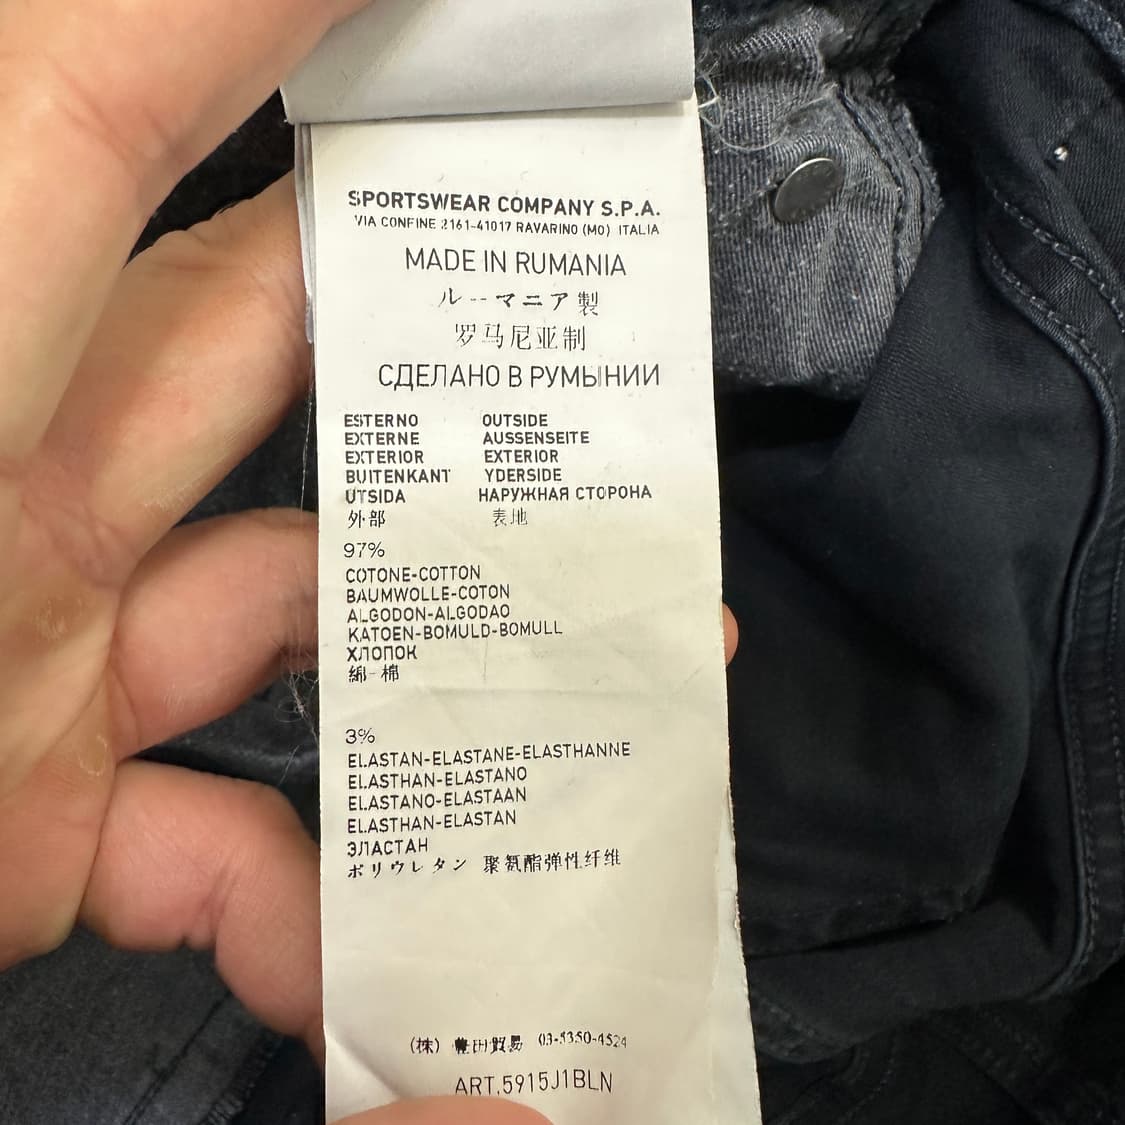 SPORTSWEAR COMPANY S.P.A.
VIA CONFINE 2161-41017 RAVARINO (MO) ITALIA
MADE IN RUMANIA
ルーマニア製
罗马尼亚制
СДЕЛАНО В РУМЫНИИ
ESTERNO OUTSIDE
EXTERNE AUSSENSEITE
EXTERIOR EXTERIOR
BUITENKANT YDERSIDE
UTSIDA НАРУЖНАЯ СТОРОНА
外部 表地
97%
COTONE-COTTON
BAUMWOLLE-COTON
ALGODON-ALGODAO
KATOEN-BOMULD-BOMULL
ХЛОПОК
綿-棉
3%
ELASTAN-ELASTANE-ELASTHANNE
ELASTHAN-ELASTANO
ELASTANO-ELASTAAN
ELASTHAN-ELASTAN
ЭЛАСТАН
ポリウレタン 聚氨酯弹性纤维
(株) 豊田貿易 03-5350-4524
ART.5915J1BLN